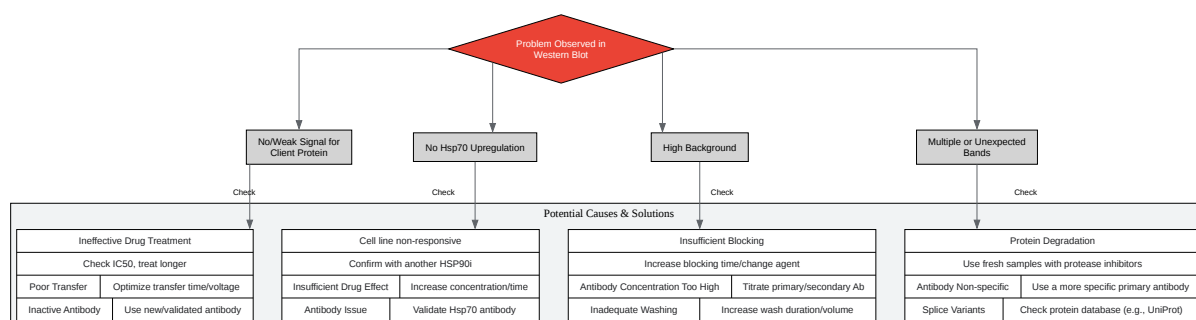 Problem Observed in
Western Blot
No/Weak Signal for
Client Protein
No Hsp70 Upregulation
High Background
Multiple or Unexpected
Bands
Check
Check
Check
Check
Potential Causes & Solutions
Ineffective Drug Treatment
Check IC50, treat longer
Poor Transfer
Optimize transfer time/voltage
Inactive Antibody
Use new/validated antibody
Cell line non-responsive
Confirm with another HSP90i
Insufficient Drug Effect
Increase concentration/time
Antibody Issue
Validate Hsp70 antibody
Insufficient Blocking
Increase blocking time/change agent
Antibody Concentration Too High
Titrate primary/secondary Ab
Inadequate Washing
Increase wash duration/volume
Protein Degradation
Use fresh samples with protease inhibitors
Antibody Non-specific
Use a more specific primary antibody
Splice Variants
Check protein database (e.g., UniProt)